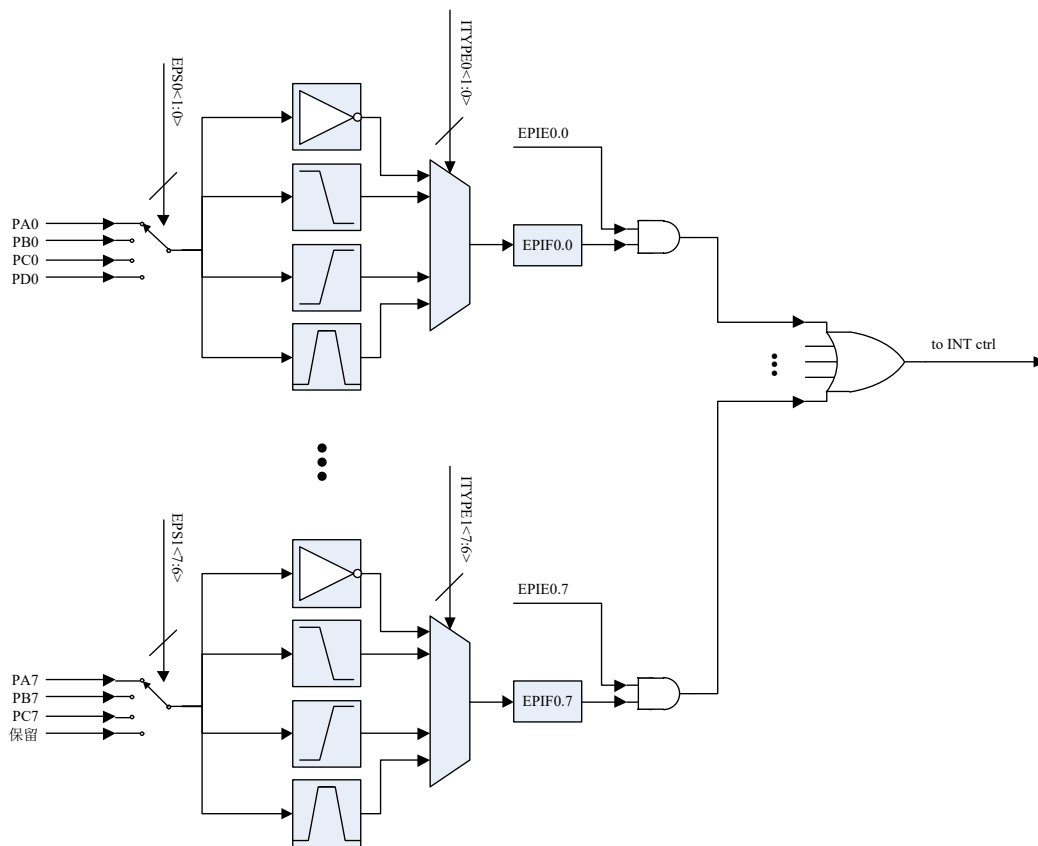 EPS0<1:0>
ITYPE0<1:0>
EPIE0.0
PA0
PB0
PC0
PD0
EPIF0.0
to INT ctrl
EPS1<7:6>
ITYPE1<7:6>
EPIE0.7
PA7
PB7
PC7
保留
EPIF0.7